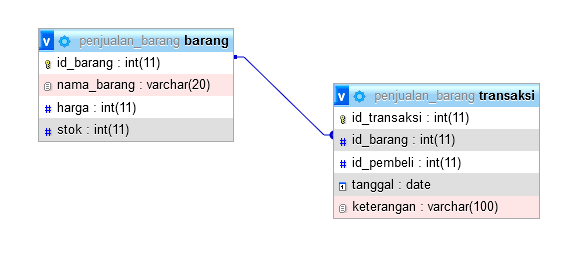 v penjualan_barang barang
id_barang : int(11)
nama_barang : varchar(20)
# harga : int(11)
# stok : int(11)
v penjualan_barang transaksi
id_transaksi : int(11)
# id_barang : int(11)
# id_pembeli : int(11)
tanggal : date
keterangan : varchar(100)